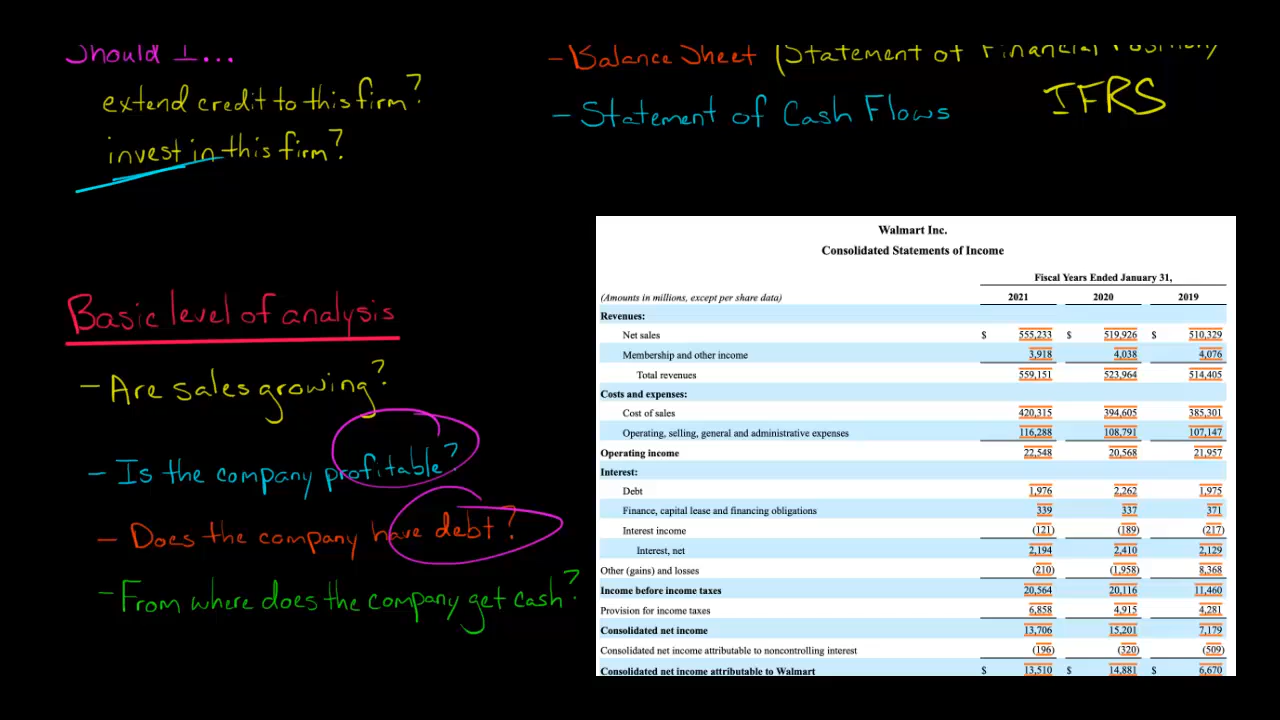 Should I...
extend credit to this firm?
invest in this firm?
- Balance Sheet (Statement of Financial Position)
IFRS
- Statement of Cash Flows
Basic level of analysis
- Are sales growing?
- Is the company profitable?
- Does the company have debt?
- From where does the company get cash?
Walmart Inc.
Consolidated Statements of Income
Fiscal Years Ended January 31,
(Amounts in millions, except per share data) 2021 2020 2019
Revenues:
Net sales $ 555,233 $ 519,926 $ 510,329
Membership and other income 3,918 4,038 4,076
Total revenues 559,151 523,964 514,405
Costs and expenses:
Cost of sales 420,315 394,605 385,301
Operating, selling, general and administrative expenses 116,288 108,791 107,147
Operating income 22,548 20,568 21,957
Interest:
Debt 1,976 2,262 1,975
Finance, capital lease and financing obligations 339 337 371
Interest income (121) (189) (217)
Interest, net 2,194 2,410 2,129
Other (gains) and losses (210) (1,958) 8,368
Income before income taxes 20,564 20,116 11,460
Provision for income taxes 6,858 4,915 4,281
Consolidated net income 13,706 15,201 7,179
Consolidated net income attributable to noncontrolling interest (196) (320) (509)
Consolidated net income attributable to Walmart $ 13,510 $ 14,881 $ 6,670